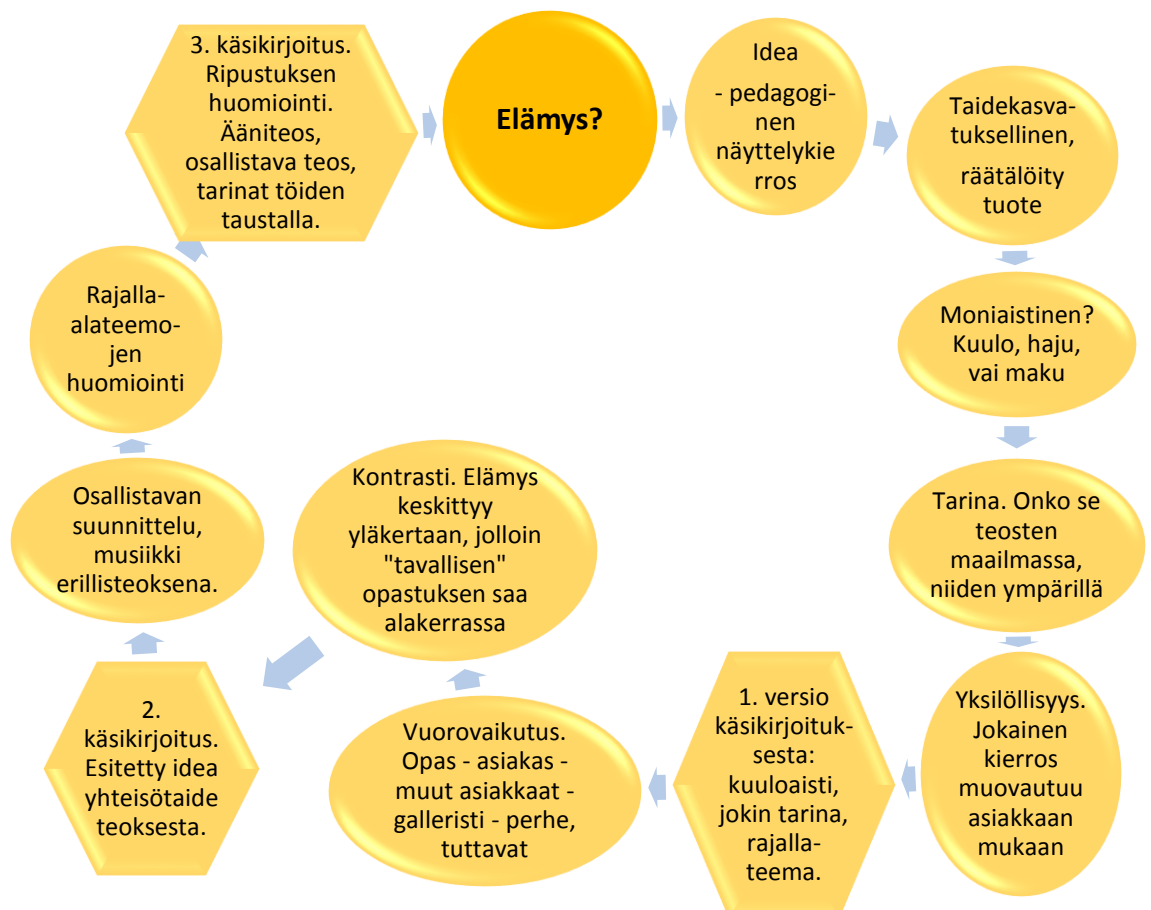 Elämys?
Idea
- pedagogi-
nen
näyttelykie
rros
Taidekasva-
tuksellinen,
räätälöity
tuote
Moniaistinen?
Kuulo, haju,
vai maku
Tarina. Onko se
teosten
maailmassa,
niiden ympärillä
Yksilöllisyys.
Jokainen
kierros
muovautuu
asiakkaan
mukaan
1. versio
käsikirjoituk-
sesta:
kuuloaisti,
jokin tarina,
rajalla-
teema.
Vuorovaikutus.
Opas - asiakas -
muut asiakkaat -
galleristi - perhe,
tuttavat
Kontrasti. Elämys
keskittyy
yläkertaan, jolloin
"tavallisen"
opastuksen saa
alakerrassa
2.
käsikirjoitus.
Esitetty idea
yhteisötaide
teoksesta.
Osallistavan
suunnittelu,
musiikki
erillisteoksena.
Rajalla-
alateemo-
jen
huomiointi
3. käsikirjoitus.
Ripustuksen
huomiointi.
Ääniteos,
osallistava teos,
tarinat töiden
taustalla.